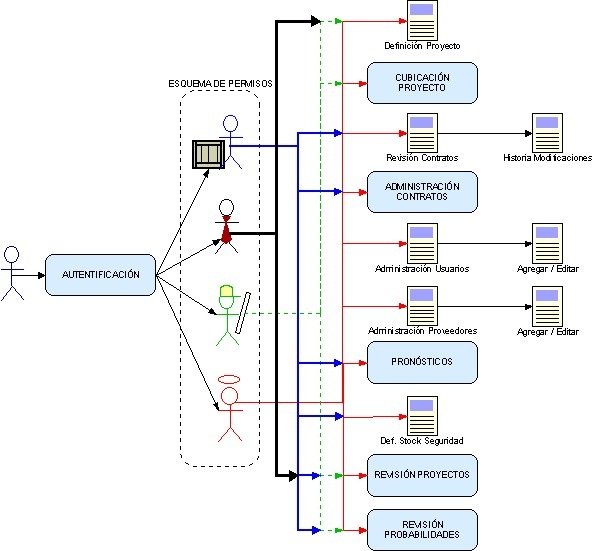 Definición Proyecto
ESQUEMA DE PERMISOS
CUBICACIÓN
PROYECTO
Revisión Contratos
Historia Modificaciones
ADMINISTRACIÓN
CONTRATOS
AUTENTIFICACIÓN
Administración Usuarios
Agregar / Editar
Administración Proveedores
Agregar / Editar
PRONÓSTICOS
Def. Stock Seguridad
REVISIÓN PROYECTOS
REVISIÓN
PROBABILIDADES